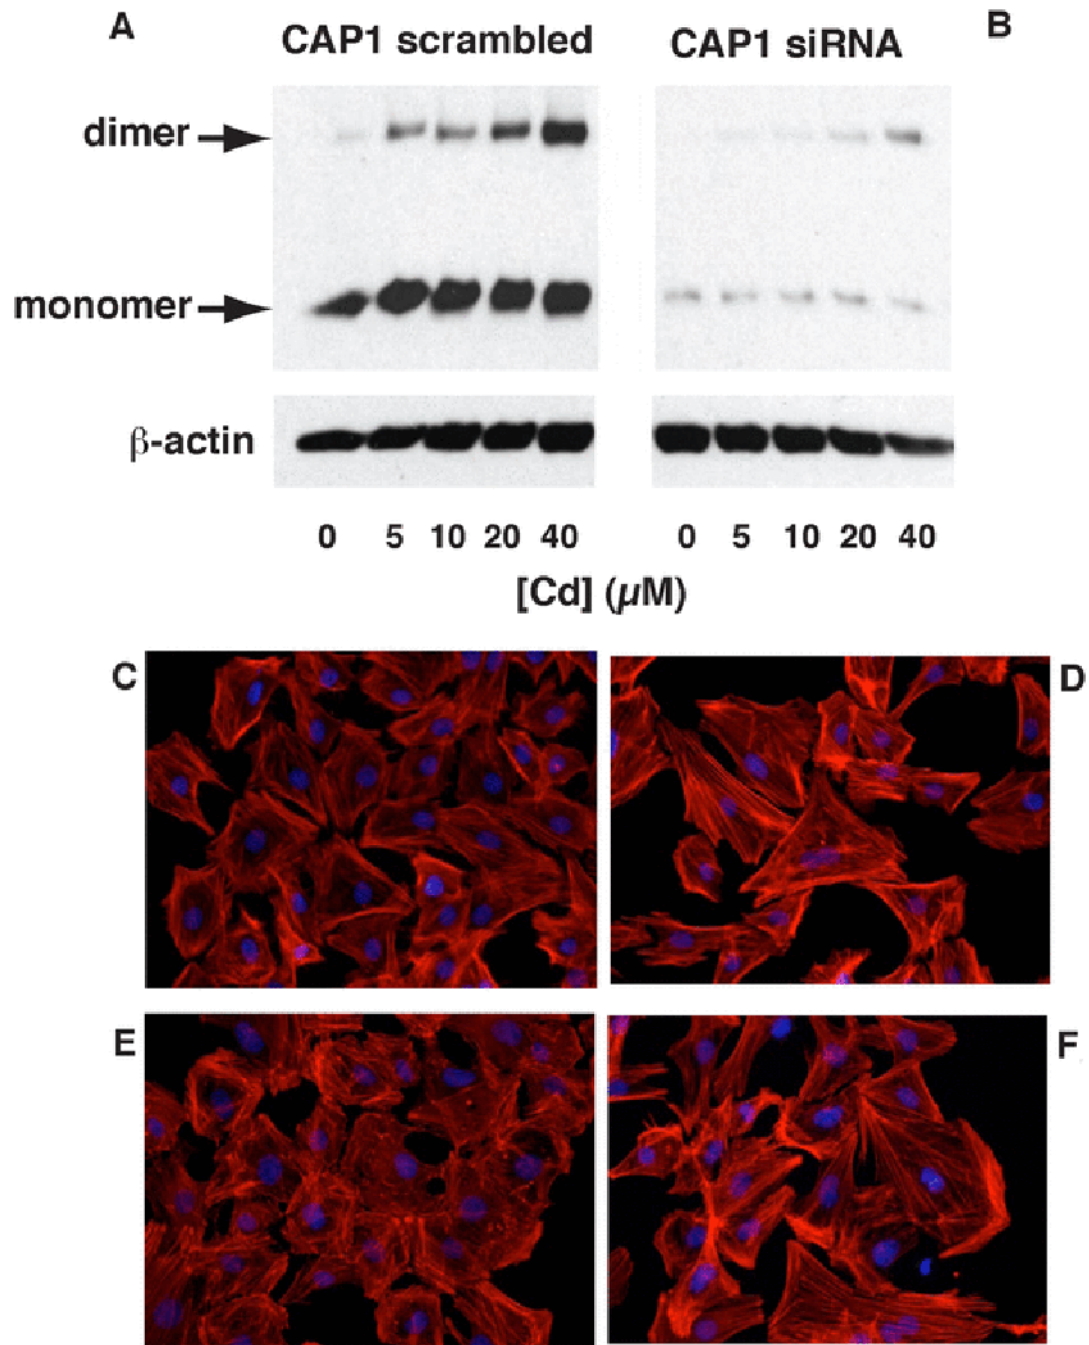 A
CAP1 scrambled
CAP1 siRNA
B
dimer
monomer
β-actin
0 5 10 20 40
0 5 10 20 40
[Cd] (µM)
C
D
E
F